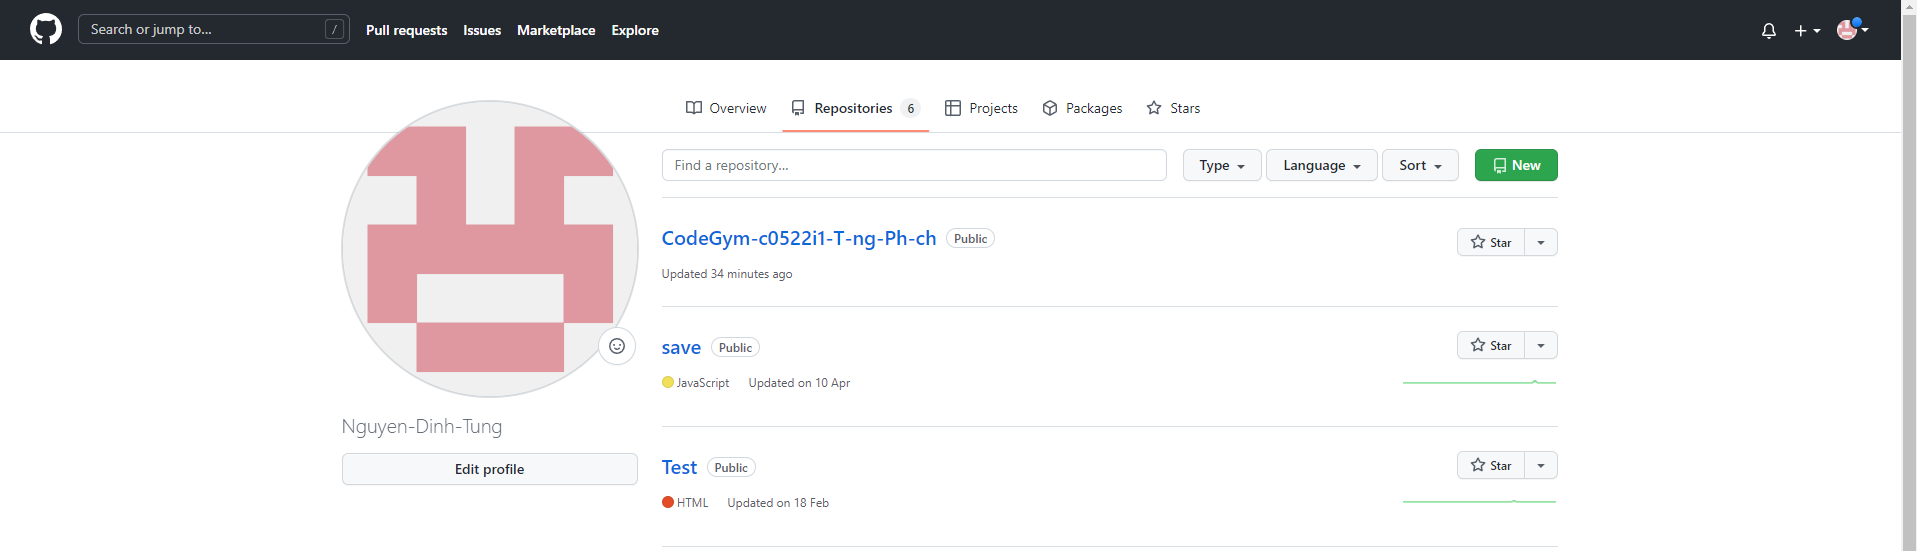 Search or jump to... /
Pull requests Issues Marketplace Explore
Overview Repositories 6 Projects Packages Stars
Find a repository... Type Language Sort New
CodeGym-c0522i1-T-ng-Ph-ch Public Star
Updated 34 minutes ago
save Public Star
JavaScript Updated on 10 Apr
Nguyen-Dinh-Tung
Edit profile
Test Public Star
HTML Updated on 18 Feb